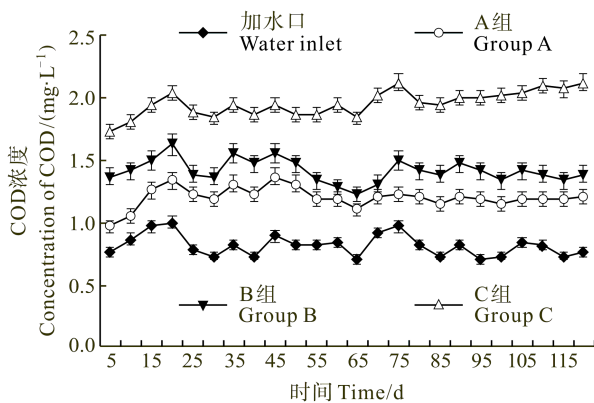 加水口
Water inlet
A组
Group A
B组
Group B
C组
Group C
COD浓度
Concentration of COD/(mg·L⁻¹)
2.5
2.0
1.5
1.0
0.5
0.0
5 15 25 35 45 55 65 75 85 95 105 115
时间 Time/d